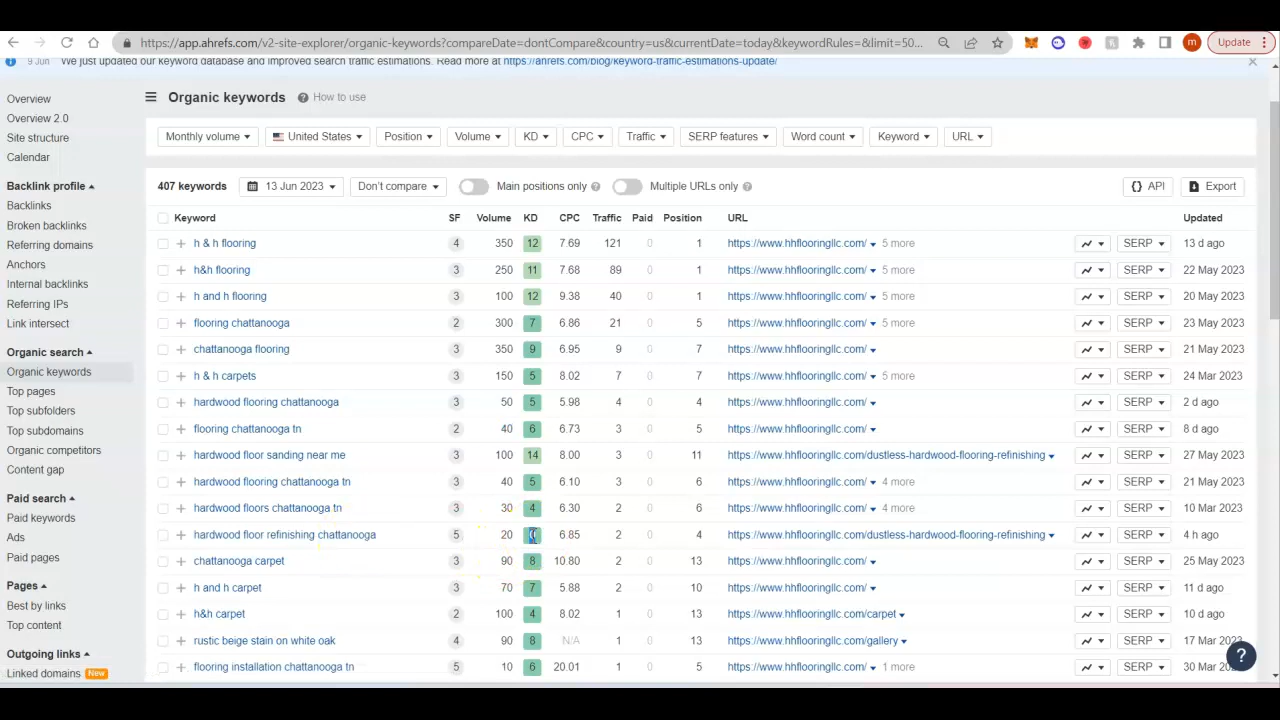 https://app.ahrefs.com/v2-site-explorer/organic-keywords?compareDate=dontCompare&country=us&currentDate=today&keywordRules=&limit=50...
m
Update
9 Jun We just updated our keyword database and improved search traffic estimations. Read more at https://ahrefs.com/blog/keyword-traffic-estimations-update/
Overview
Overview 2.0
Site structure
Calendar
Backlink profile
Backlinks
Broken backlinks
Referring domains
Anchors
Internal backlinks
Referring IPs
Link intersect
Organic search
Organic keywords
Top pages
Top subfolders
Top subdomains
Organic competitors
Content gap
Paid search
Paid keywords
Ads
Paid pages
Pages
Best by links
Top content
Outgoing links
Linked domains New
Organic keywords ? How to use
Monthly volume United States Position Volume KD CPC Traffic SERP features Word count Keyword URL
407 keywords 13 Jun 2023 Don't compare Main positions only ? Multiple URLs only ? {} API Export
Keyword SF Volume KD CPC Traffic Paid Position URL Updated
h & h flooring 4 350 12 7.69 121 0 1 https://www.hhflooringllc.com/ 5 more SERP 13 d ago
h&h flooring 3 250 11 7.68 89 0 1 https://www.hhflooringllc.com/ 5 more SERP 22 May 2023
h and h flooring 3 100 12 9.38 40 0 1 https://www.hhflooringllc.com/ 5 more SERP 20 May 2023
flooring chattanooga 2 300 7 6.86 21 0 5 https://www.hhflooringllc.com/ 5 more SERP 23 May 2023
chattanooga flooring 3 350 9 6.95 9 0 7 https://www.hhflooringllc.com/ SERP 21 May 2023
h & h carpets 3 150 5 8.02 7 0 7 https://www.hhflooringllc.com/ 5 more SERP 24 Mar 2023
hardwood flooring chattanooga 3 50 5 5.98 4 0 4 https://www.hhflooringllc.com/ SERP 2 d ago
flooring chattanooga tn 2 40 6 6.73 3 0 5 https://www.hhflooringllc.com/ SERP 8 d ago
hardwood floor sanding near me 3 100 14 8.00 3 0 11 https://www.hhflooringllc.com/dustless-hardwood-flooring-refinishing SERP 27 May 2023
hardwood flooring chattanooga tn 3 40 5 6.10 3 0 6 https://www.hhflooringllc.com/ 4 more SERP 21 May 2023
hardwood floors chattanooga tn 3 30 4 6.30 2 0 6 https://www.hhflooringllc.com/ 4 more SERP 10 Mar 2023
hardwood floor refinishing chattanooga 5 20 6.85 2 0 4 https://www.hhflooringllc.com/dustless-hardwood-flooring-refinishing SERP 4 h ago
chattanooga carpet 3 90 8 10.80 2 0 13 https://www.hhflooringllc.com/ SERP 25 May 2023
h and h carpet 3 70 7 5.88 2 0 10 https://www.hhflooringllc.com/ SERP 11 d ago
h&h carpet 2 100 4 8.02 1 0 13 https://www.hhflooringllc.com/carpet SERP 10 d ago
rustic beige stain on white oak 4 90 8 N/A 1 0 13 https://www.hhflooringllc.com/gallery SERP 17 Mar 2023
flooring installation chattanooga tn 5 10 6 20.01 1 0 5 https://www.hhflooringllc.com/ 1 more SERP 30 Mar
?